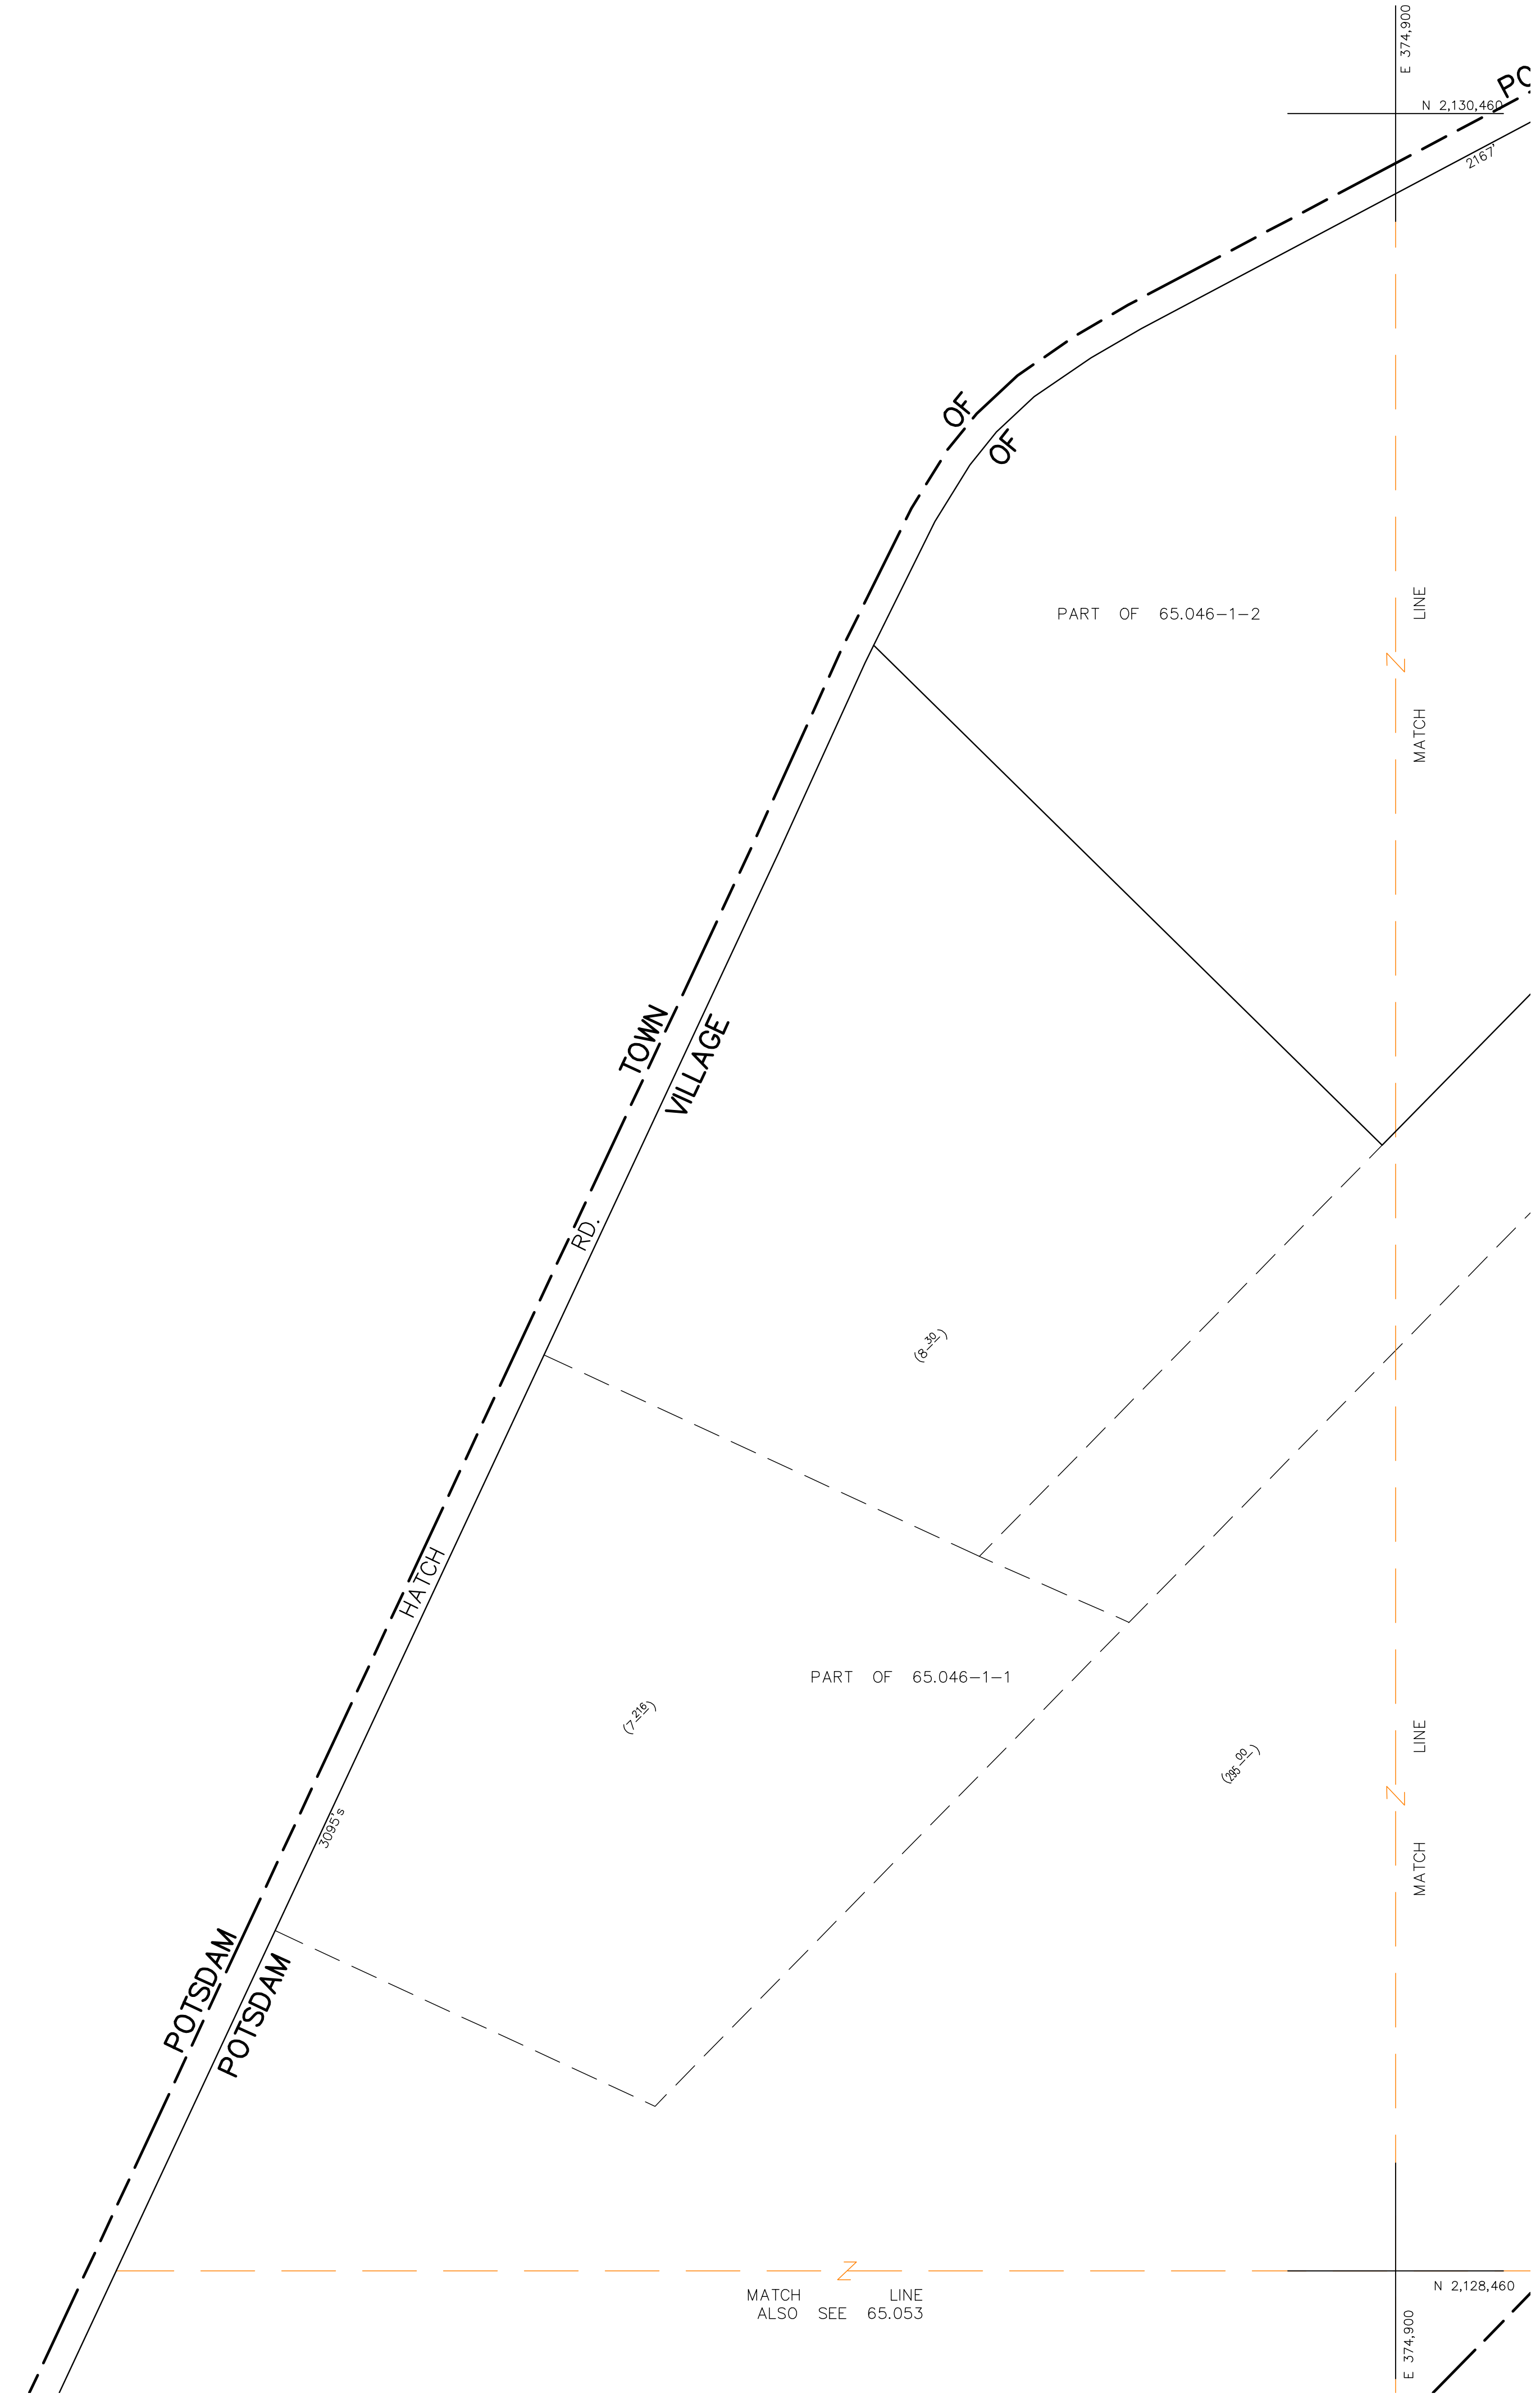 E 374,900
PO
N 2,130,460
2167'
OF
OF
PART OF 65.046-1-2
MATCH LINE
TOWN
VILLAGE
RD.
(8 30)
HATCH
PART OF 65.046-1-1
(7 216)
(295 00)
MATCH LINE
3095's
POTSDAM
POTSDAM
N 2,128,460
MATCH LINE
ALSO SEE 65.053
E 374,900